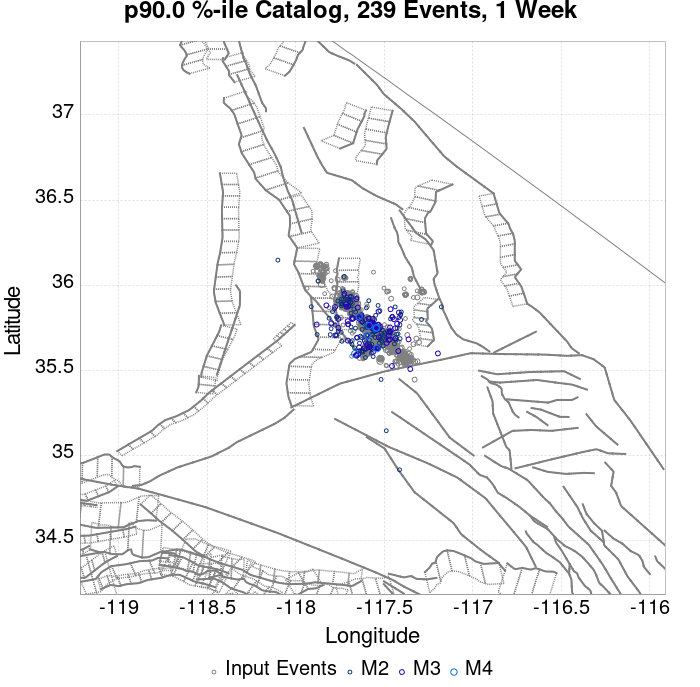 p90.0 %-ile Catalog, 239 Events, 1 Week
37
36.5
36
35.5
35
34.5
Latitude
-119 -118.5 -118 -117.5 -117 -116.5 -116
Longitude
Input Events M2 M3 M4